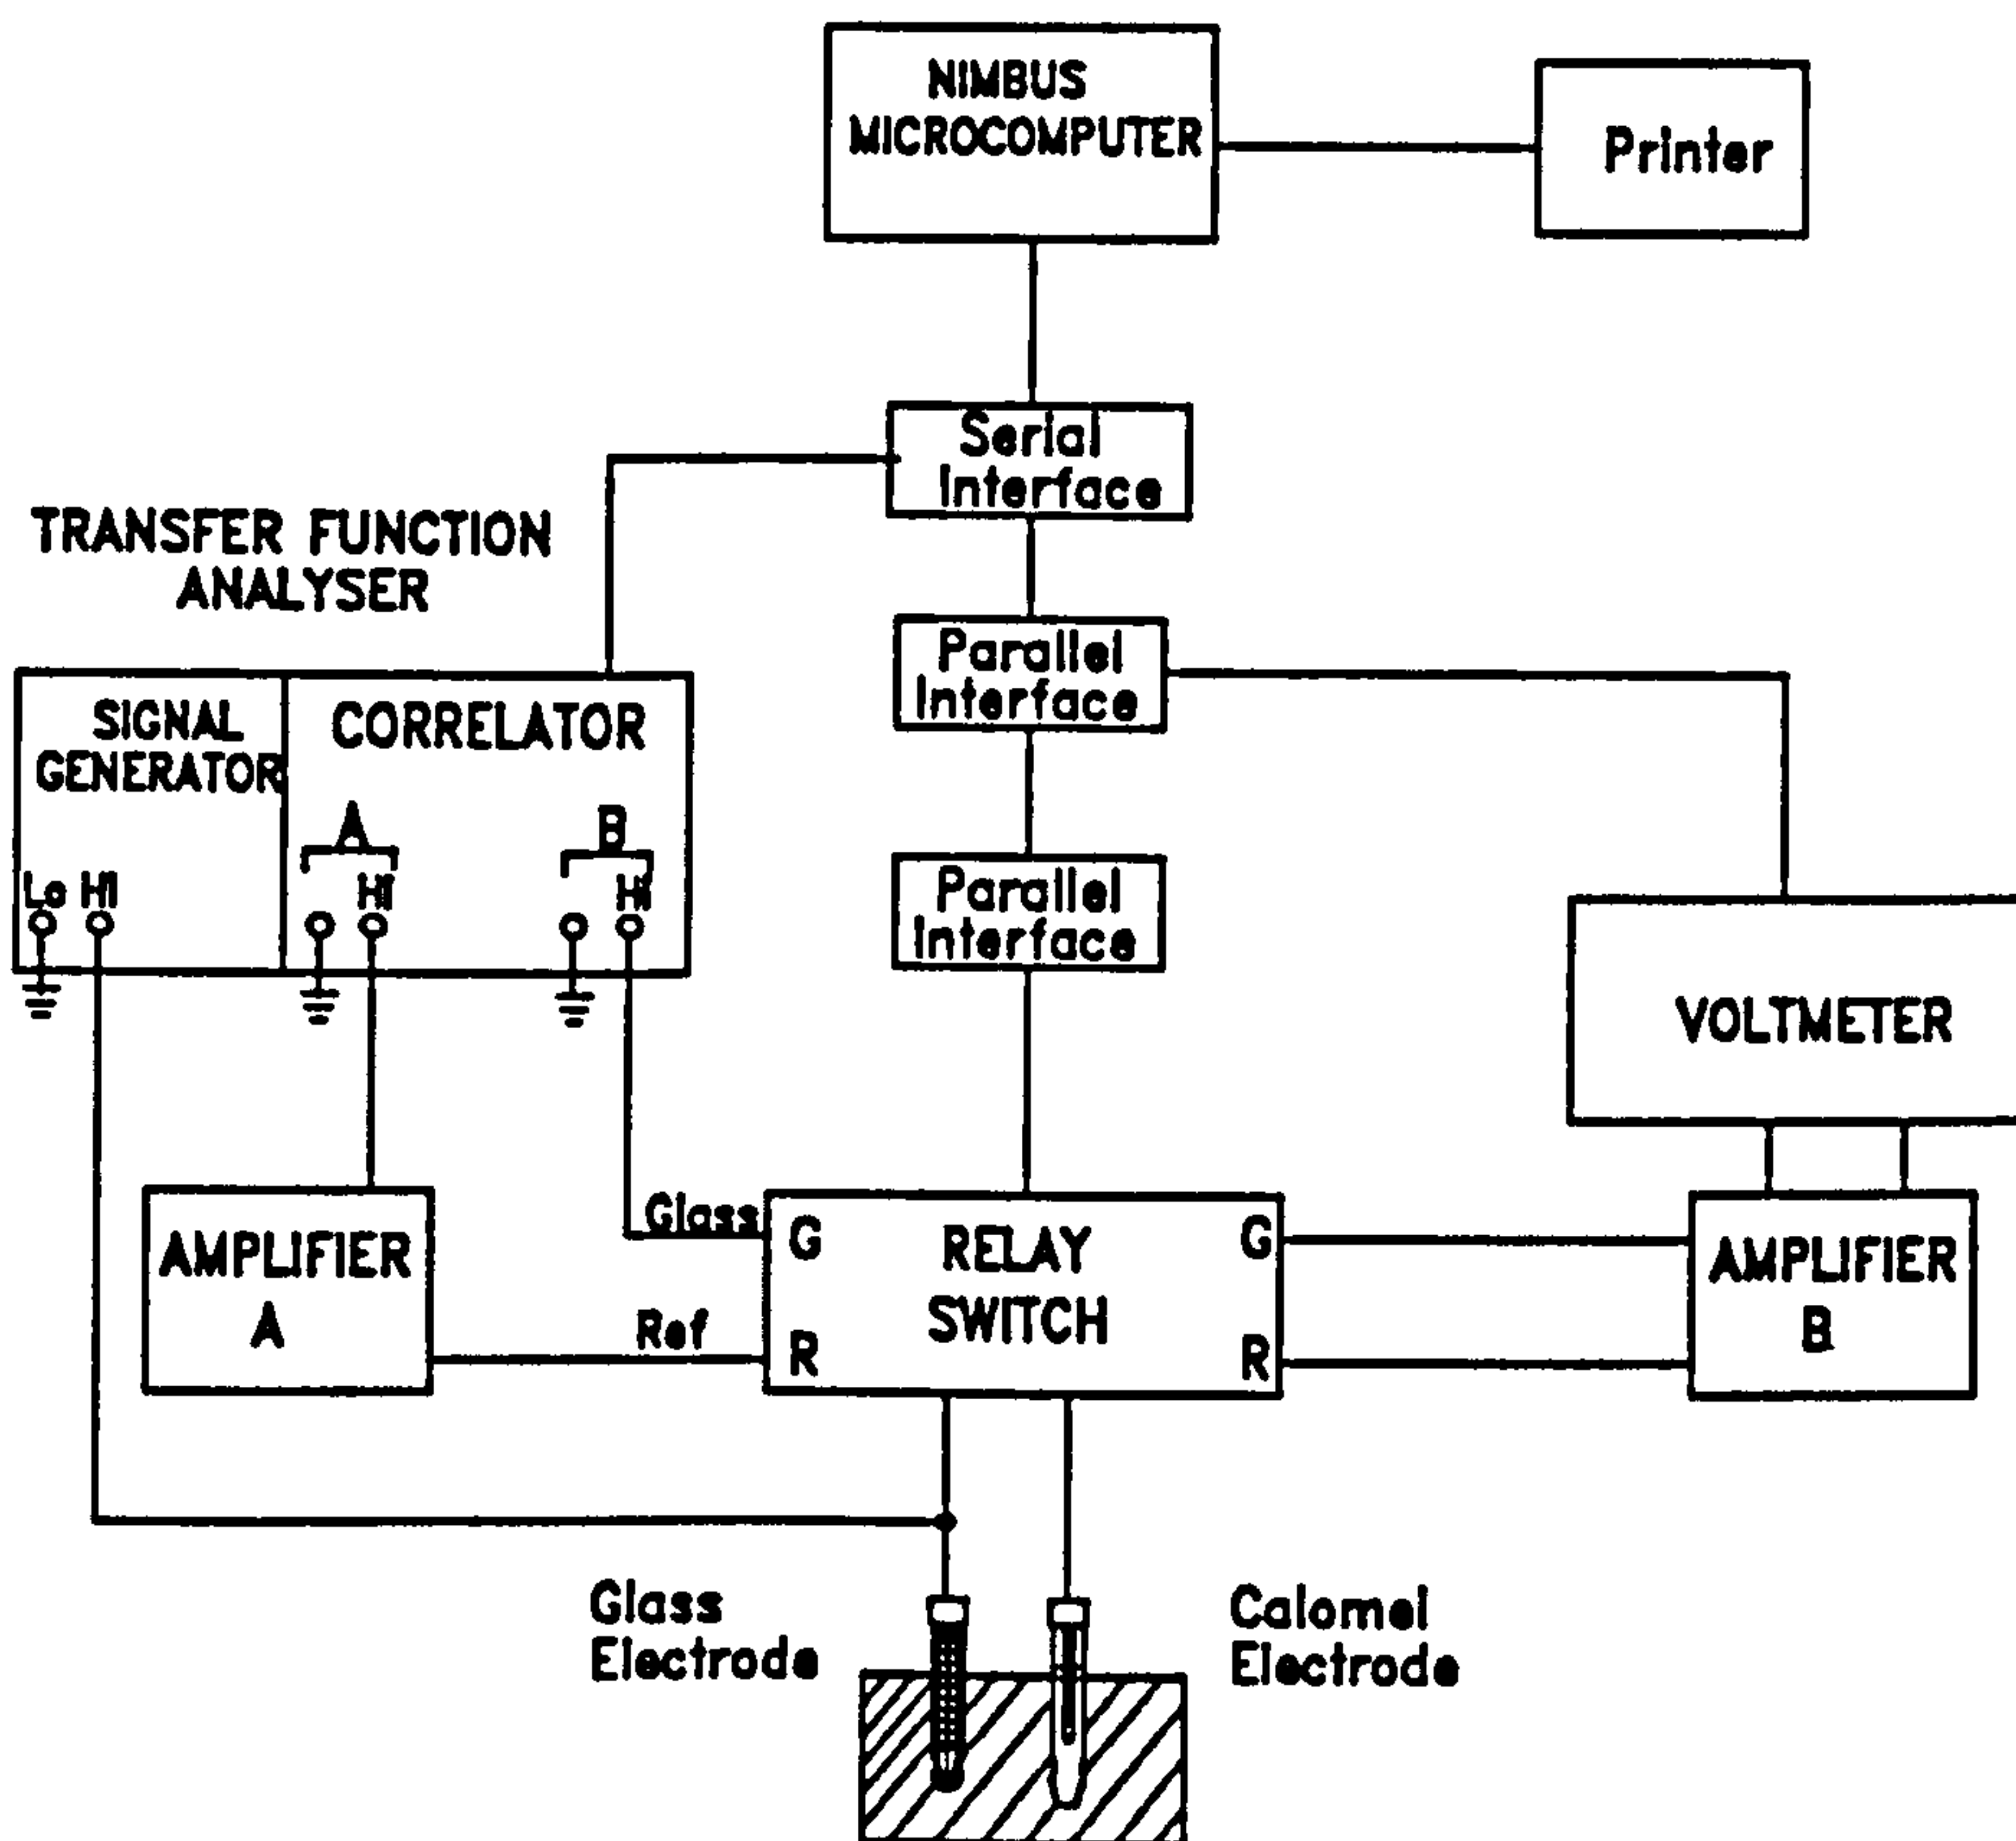 NIMBUS
MICROCOMPUTER
Printer
Serial
Interface
TRANSFER FUNCTION
ANALYSER
Parallel
Interface
SIGNAL
GENERATOR
CORRELATOR
A
B
Lo HI
HI
HI
Parallel
Interface
VOLTMETER
AMPLIFIER
A
Glass
Ref
G
RELAY
SWITCH
G
R
R
AMPLIFIER
B
Glass
Electrode
Calomel
Electrode